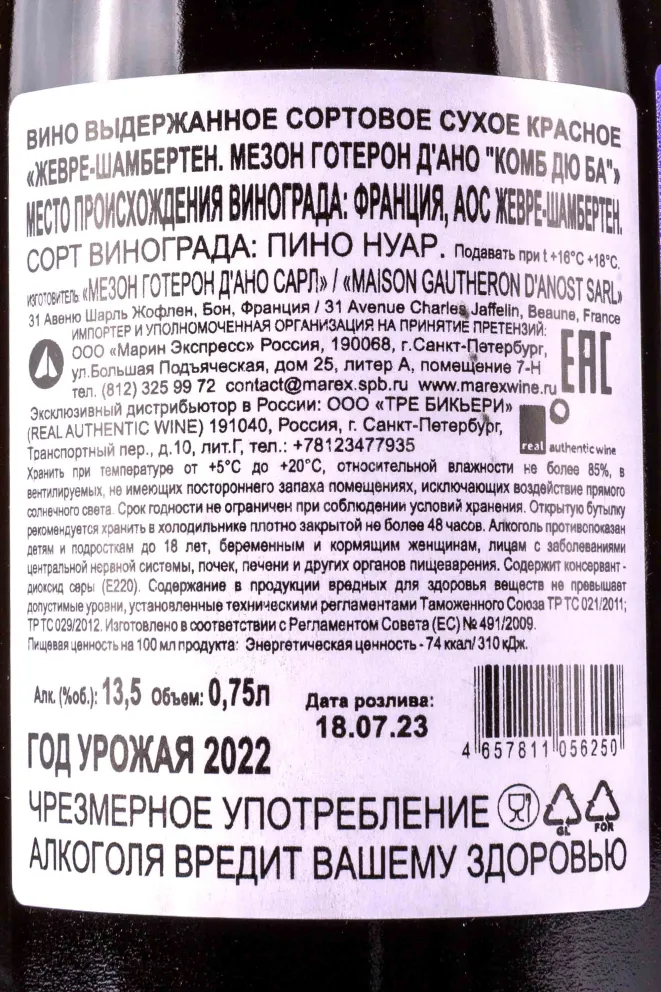 ВИНО ВЫДЕРЖАННОЕ СОРТОВОЕ СУХОЕ КРАСНОЕ
«ЖЕВРЕ-ШАМБЕРТЕН. МЕЗОН ГОТЕРОН Д'АНО "КОМБ ДЮ БА"»
МЕСТО ПРОИСХОЖДЕНИЯ ВИНОГРАДА: ФРАНЦИЯ, АОС ЖЕВРЕ-ШАМБЕРТЕН.
СОРТ ВИНОГРАДА: ПИНО НУАР. Подавать при t +16°C +18°C.
ИЗГОТОВИТЕЛЬ: «МЕЗОН ГОТЕРОН Д'АНО САРЛ» / «MAISON GAUTHERON D'ANOST SARL»
31 Авеню Шарль Жофлен, Бон, Франция / 31 Avenue Charles Jaffelin, Beaune, France
ИМПОРТЕР И УПОЛНОМОЧЕННАЯ ОРГАНИЗАЦИЯ НА ПРИНЯТИЕ ПРЕТЕНЗИЙ:
ООО «Марин Экспресс» Россия, 190068, г.Санкт-Петербург,
ул.Большая Подъяческая, дом 25, литер А, помещение 7-Н
тел. (812) 325 99 72 contact@marex.spb.ru www.marexwine.ru
EAC
Эксклюзивный дистрибьютор в России: ООО «ТРЕ БИКЬЕРИ»
(REAL AUTHENTIC WINE) 191040, Россия, г. Санкт-Петербург,
Транспортный пер., д.10, лит.Г, тел.: +78123477935
real authentic wine
Хранить при температуре от +5°C до +20°C, относительной влажности не более 85%, в
вентилируемых, не имеющих постороннего запаха помещениях, исключающих воздействие прямого
солнечного света. Срок годности не ограничен при соблюдении условий хранения. Открытую бутылку
рекомендуется хранить в холодильнике плотно закрытой не более 48 часов. Алкоголь противопоказан
детям и подросткам до 18 лет, беременным и кормящим женщинам, лицам с заболеваниями
центральной нервной системы, почек, печени и других органов пищеварения. Содержит консервант-
диоксид серы (Е220). Содержание в продукции вредных для здоровья веществ не превышает
допустимые уровни, установленные техническими регламентами Таможенного Союза ТР ТС 021/2011;
ТР ТС 029/2012. Изготовлено в соответствии с Регламентом Совета (ЕС) № 491/2009.
Пищевая ценность на 100 мл продукта: Энергетическая ценность - 74 ккал/ 310 кДж.
Алк. (%об.): 13,5 Объем: 0,75л
Дата розлива:
18.07.23
4 657811 056250
ГОД УРОЖАЯ 2022
ЧРЕЗМЕРНОЕ УПОТРЕБЛЕНИЕ
GL FOR
АЛКОГОЛЯ ВРЕДИТ ВАШЕМУ ЗДОРОВЬЮ